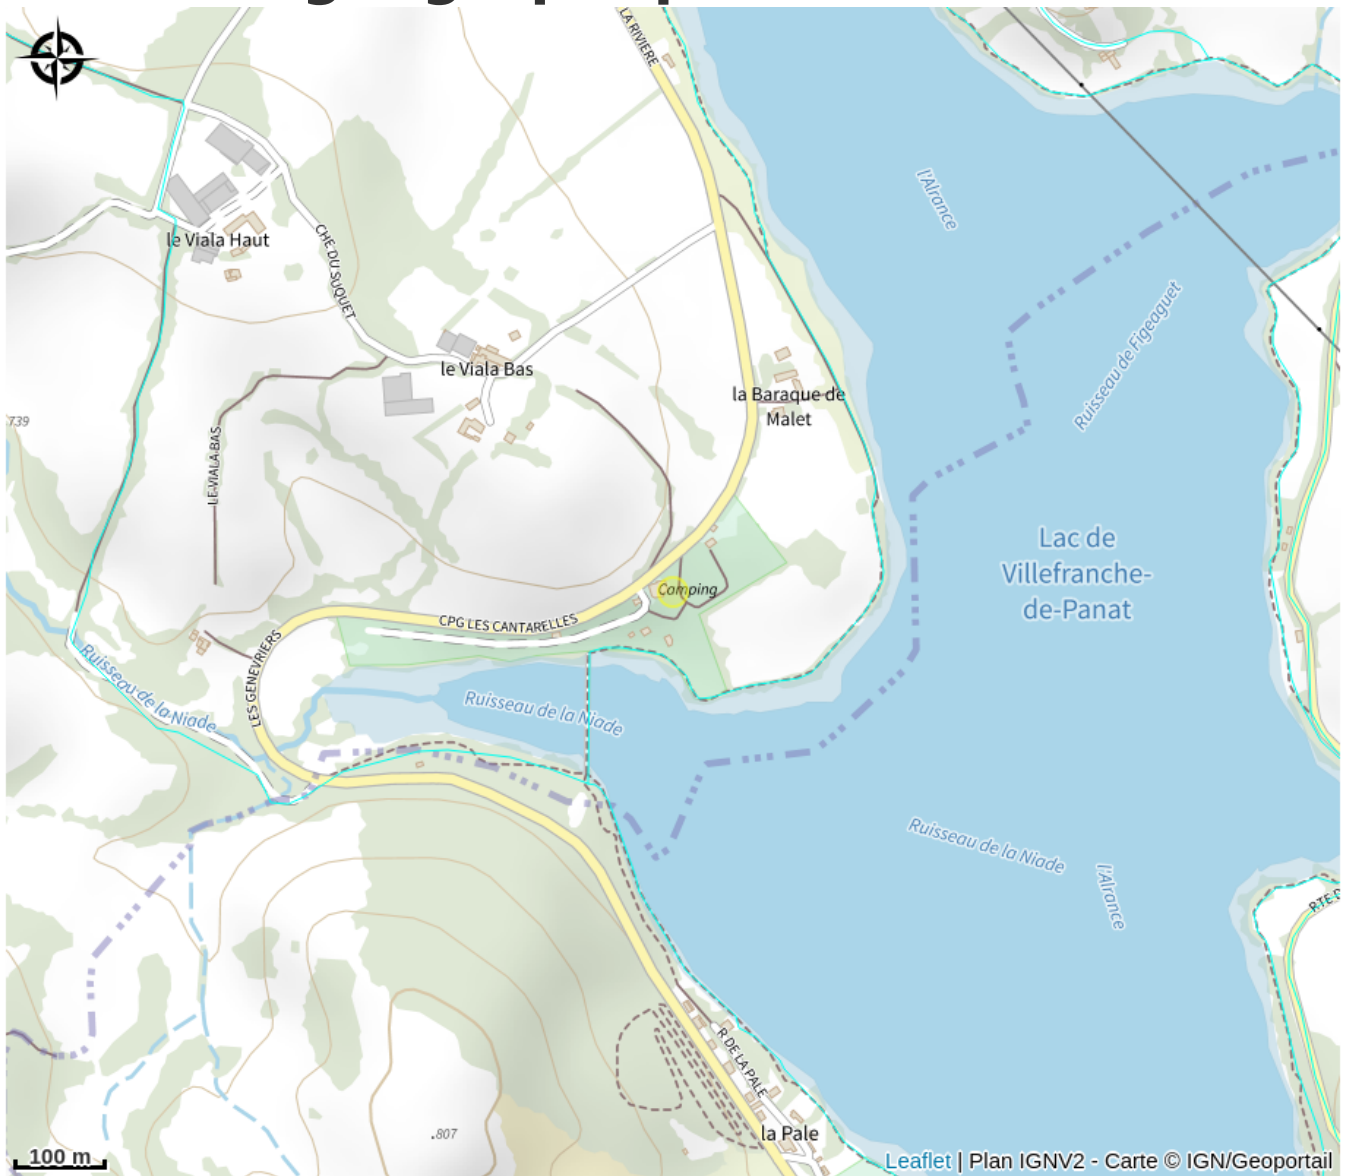 LA RIVIERE
l'Alrance
le Viala Haut
CHE DU SUQUET
Ruisseau de Figeaguet
le Viala Bas
la Baraque de
Malet
739
LE VIALA BAS
Lac de
Villefranche-
de-Panat
Camping
CPG LES CANTARELLES
LES GENEVRIERS
Ruisseau de la Niade
Ruisseau de la Niade
Ruisseau de la Niade
l'Alrance
R DE LA PALE
la Pale
.807
100 m
Leaflet | Plan IGNV2 - Carte © IGN/Geoportail